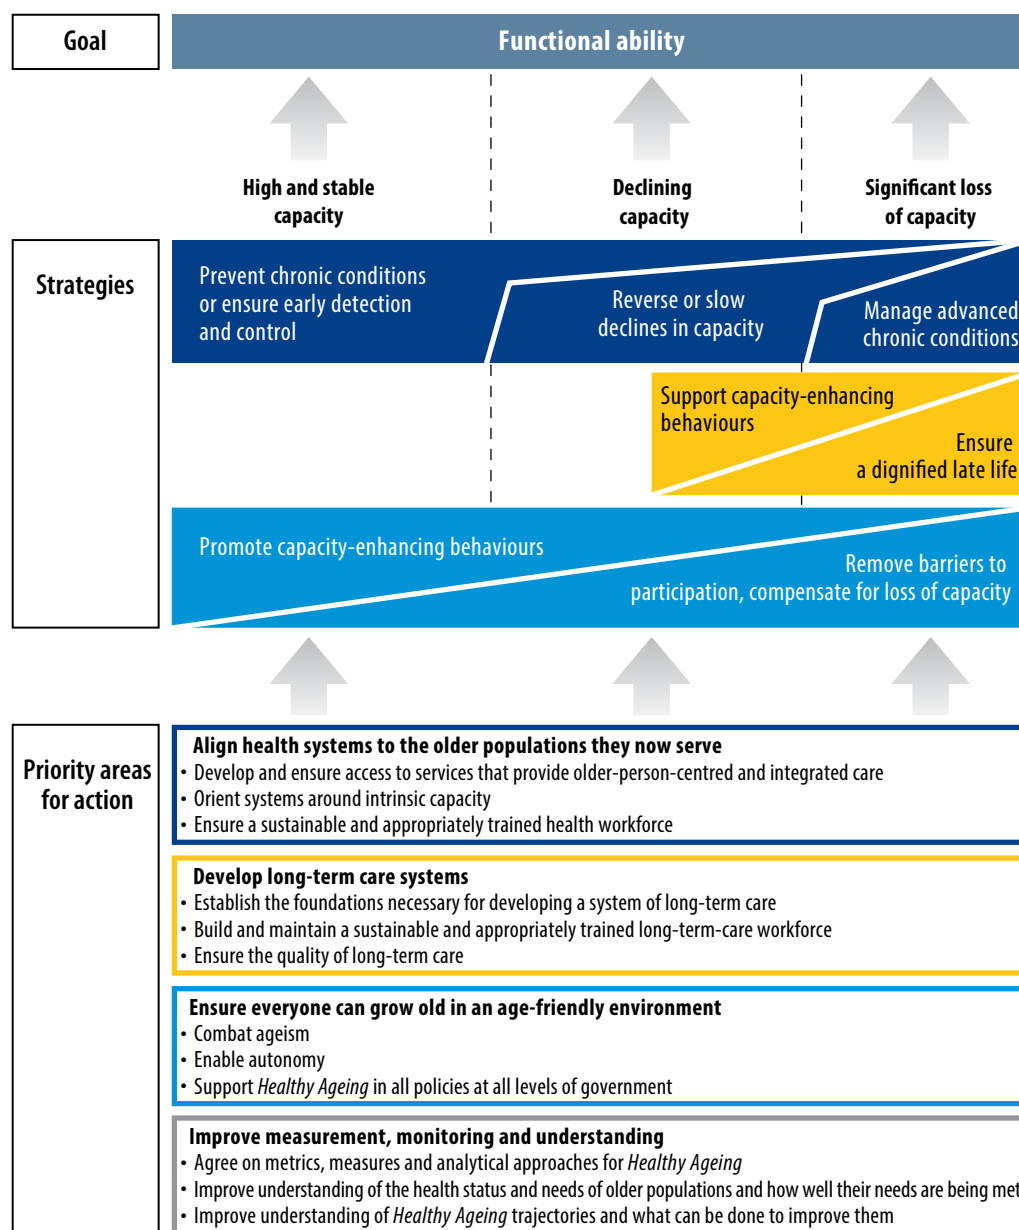 Goal
Functional ability
High and stable
capacity
Declining
capacity
Significant loss
of capacity
Strategies
Prevent chronic conditions
or ensure early detection
and control
Reverse or slow
declines in capacity
Manage advanced
chronic conditions
Support capacity-enhancing
behaviours
Ensure
a dignified late life
Promote capacity-enhancing behaviours
Remove barriers to
participation, compensate for loss of capacity
Priority areas
for action
Align health systems to the older populations they now serve
• Develop and ensure access to services that provide older-person-centred and integrated care
• Orient systems around intrinsic capacity
• Ensure a sustainable and appropriately trained health workforce
Develop long-term care systems
• Establish the foundations necessary for developing a system of long-term care
• Build and maintain a sustainable and appropriately trained long-term-care workforce
• Ensure the quality of long-term care
Ensure everyone can grow old in an age-friendly environment
• Combat ageism
• Enable autonomy
• Support Healthy Ageing in all policies at all levels of government
Improve measurement, monitoring and understanding
• Agree on metrics, measures and analytical approaches for Healthy Ageing
• Improve understanding of the health status and needs of older populations and how well their needs are being met
• Improve understanding of Healthy Ageing trajectories and what can be done to improve them